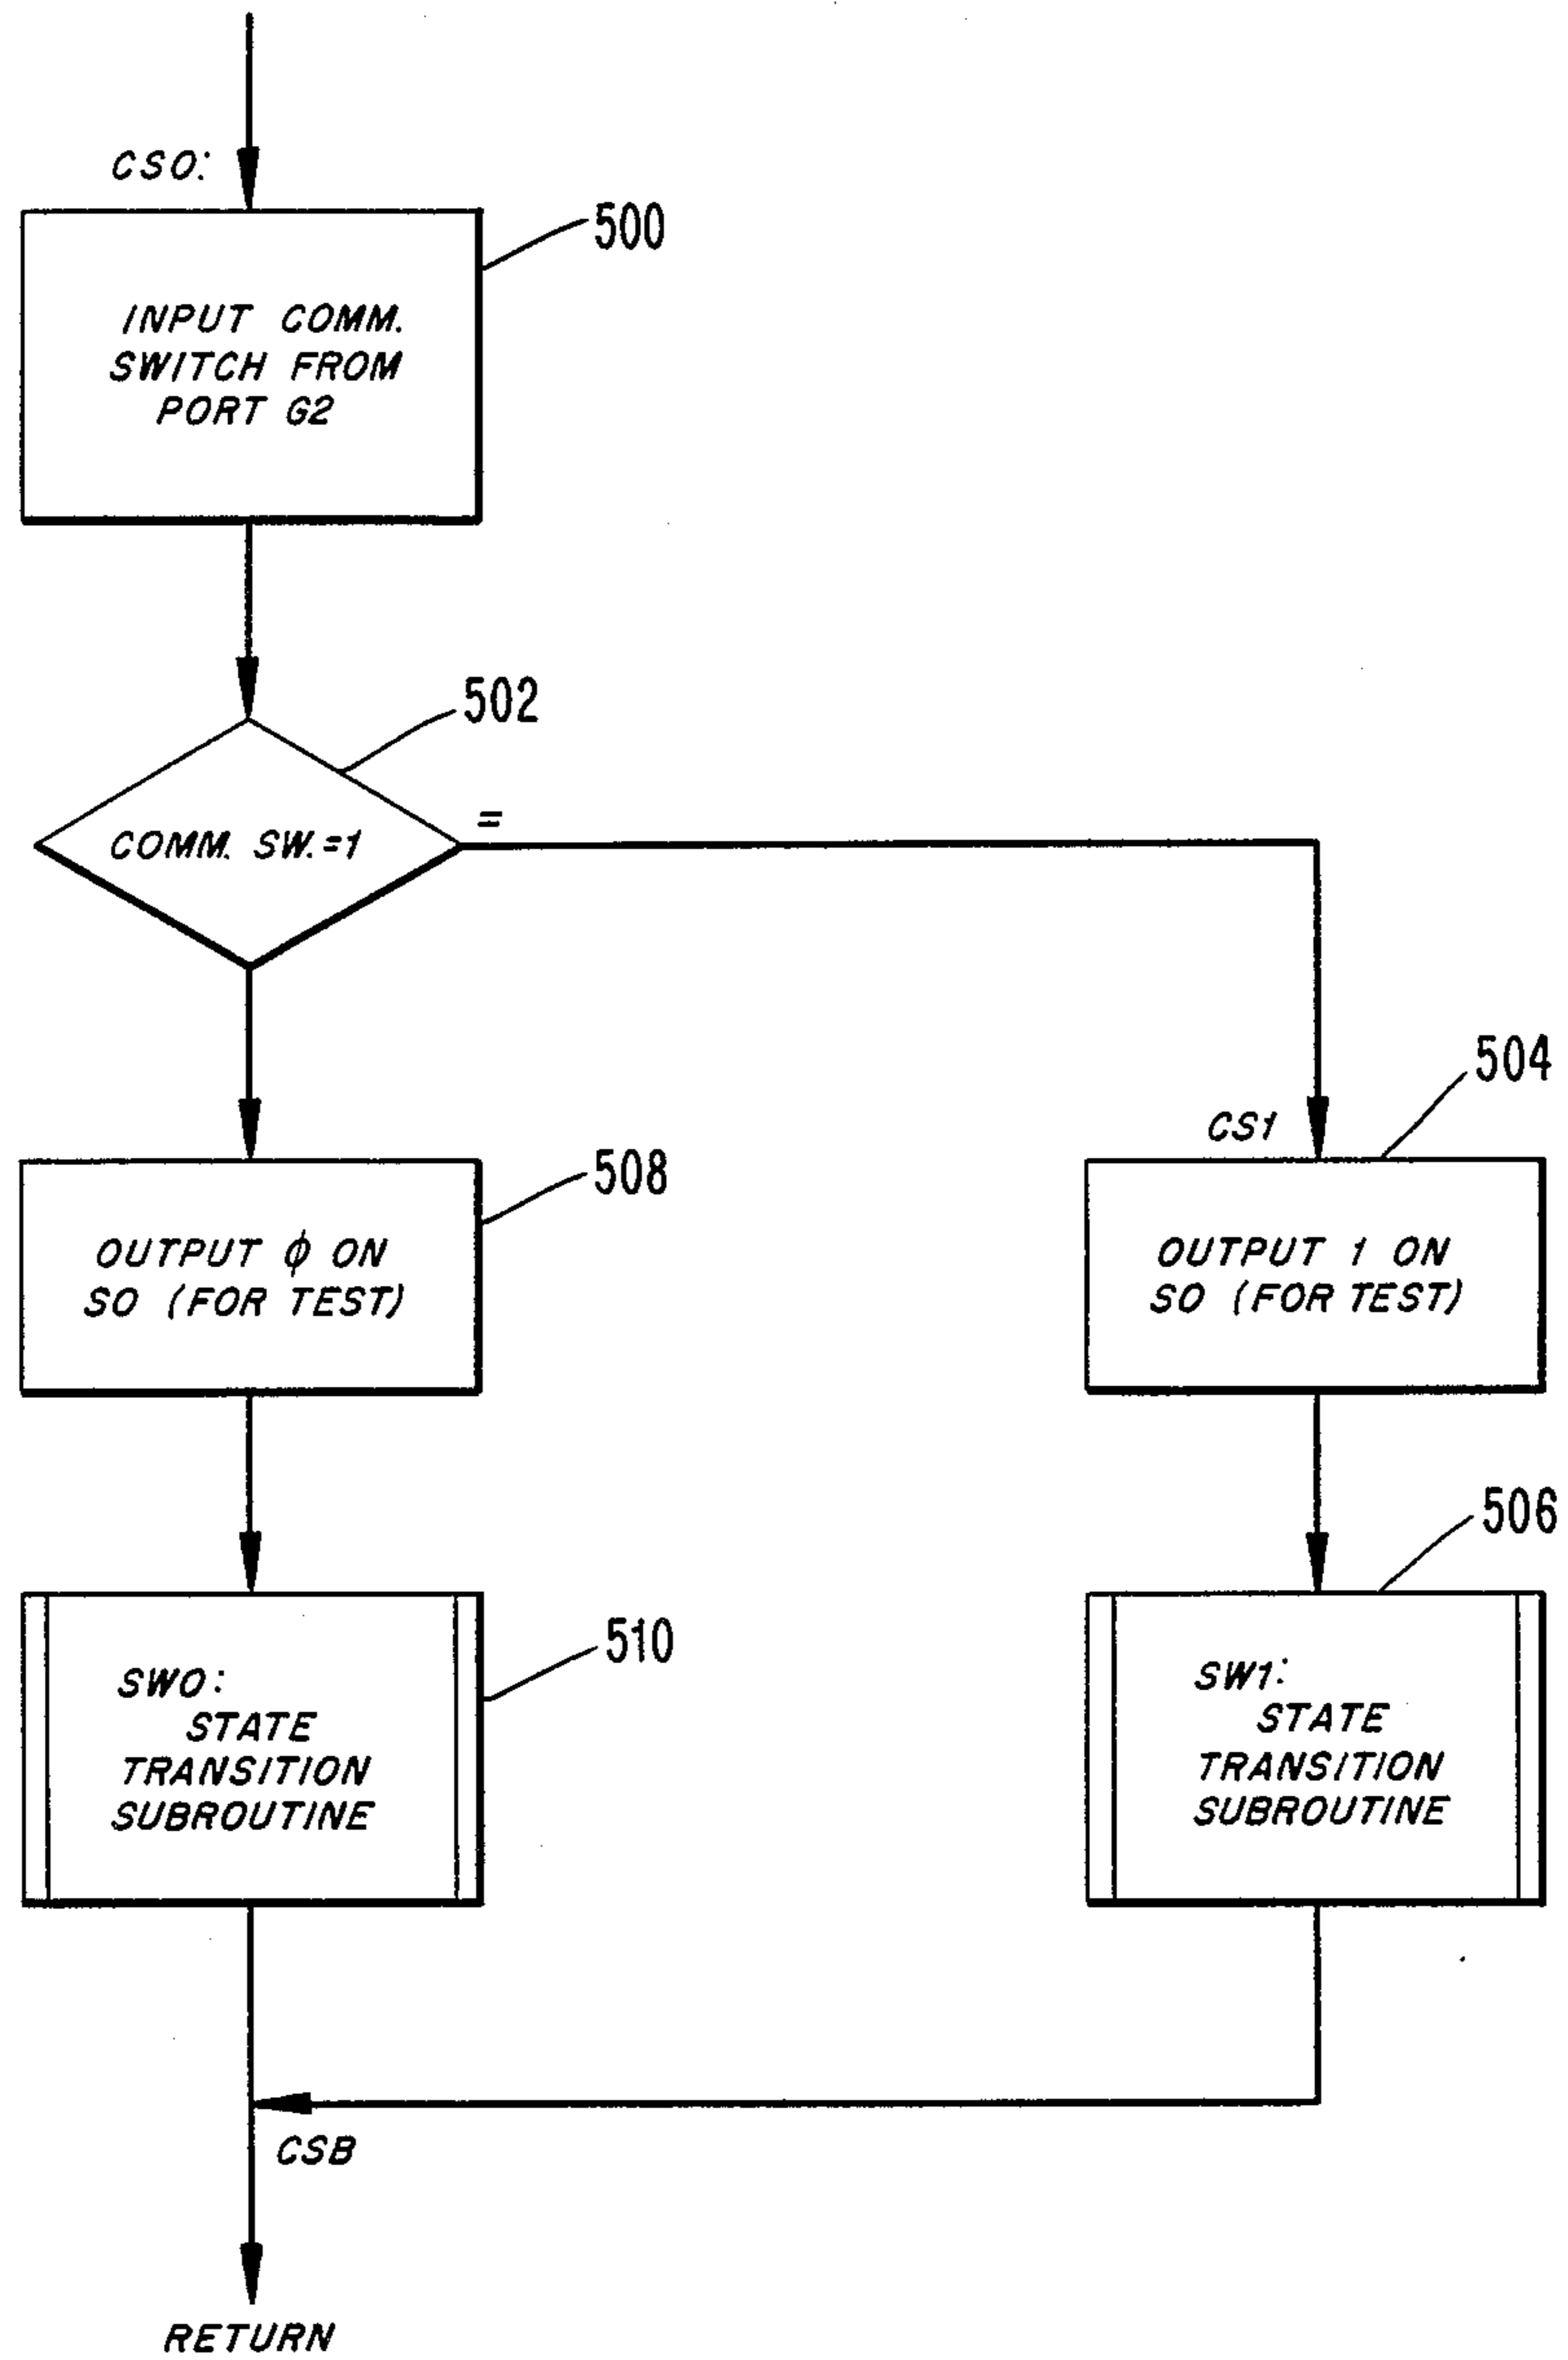 CSO:
500
INPUT COMM.
SWITCH FROM
PORT G2
502
COMM. SW.=1
=
504
CS1
508
OUTPUT ϕ ON
SO (FOR TEST)
OUTPUT 1 ON
SO (FOR TEST)
506
510
SWO:
STATE
TRANSITION
SUBROUTINE
SW1:
STATE
TRANSITION
SUBROUTINE
CSB
RETURN